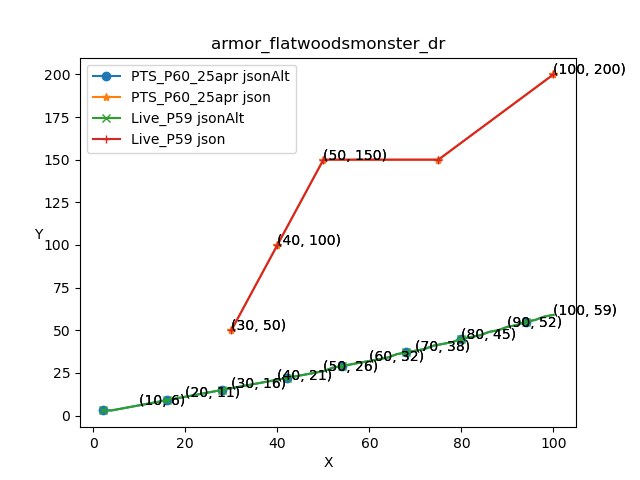 armor_flatwoodsmonster_dr
PTS_P60_25apr jsonAlt
PTS_P60_25apr json
Live_P59 jsonAlt
Live_P59 json
(100, 200)
(50, 150)
(40, 100)
(30, 50)
(100, 59)
(90, 52)
(80, 45)
(70, 38)
(60, 32)
(50, 26)
(40, 21)
(30, 16)
(20, 11)
(10, 6)
200
175
150
125
100
75
50
25
0
Y
0 20 40 60 80 100
X